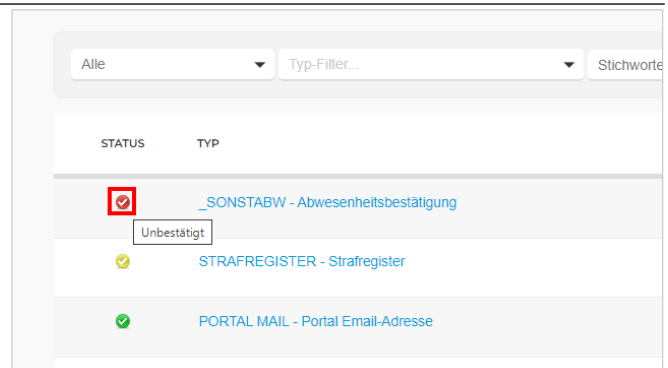 Alle Typ-Filter... Stichworte
STATUS TYP
_SONSTABW - Abwesenheitsbestätigung
Unbestätigt
STRAFREGISTER - Strafregister
PORTAL MAIL - Portal Email-Adresse